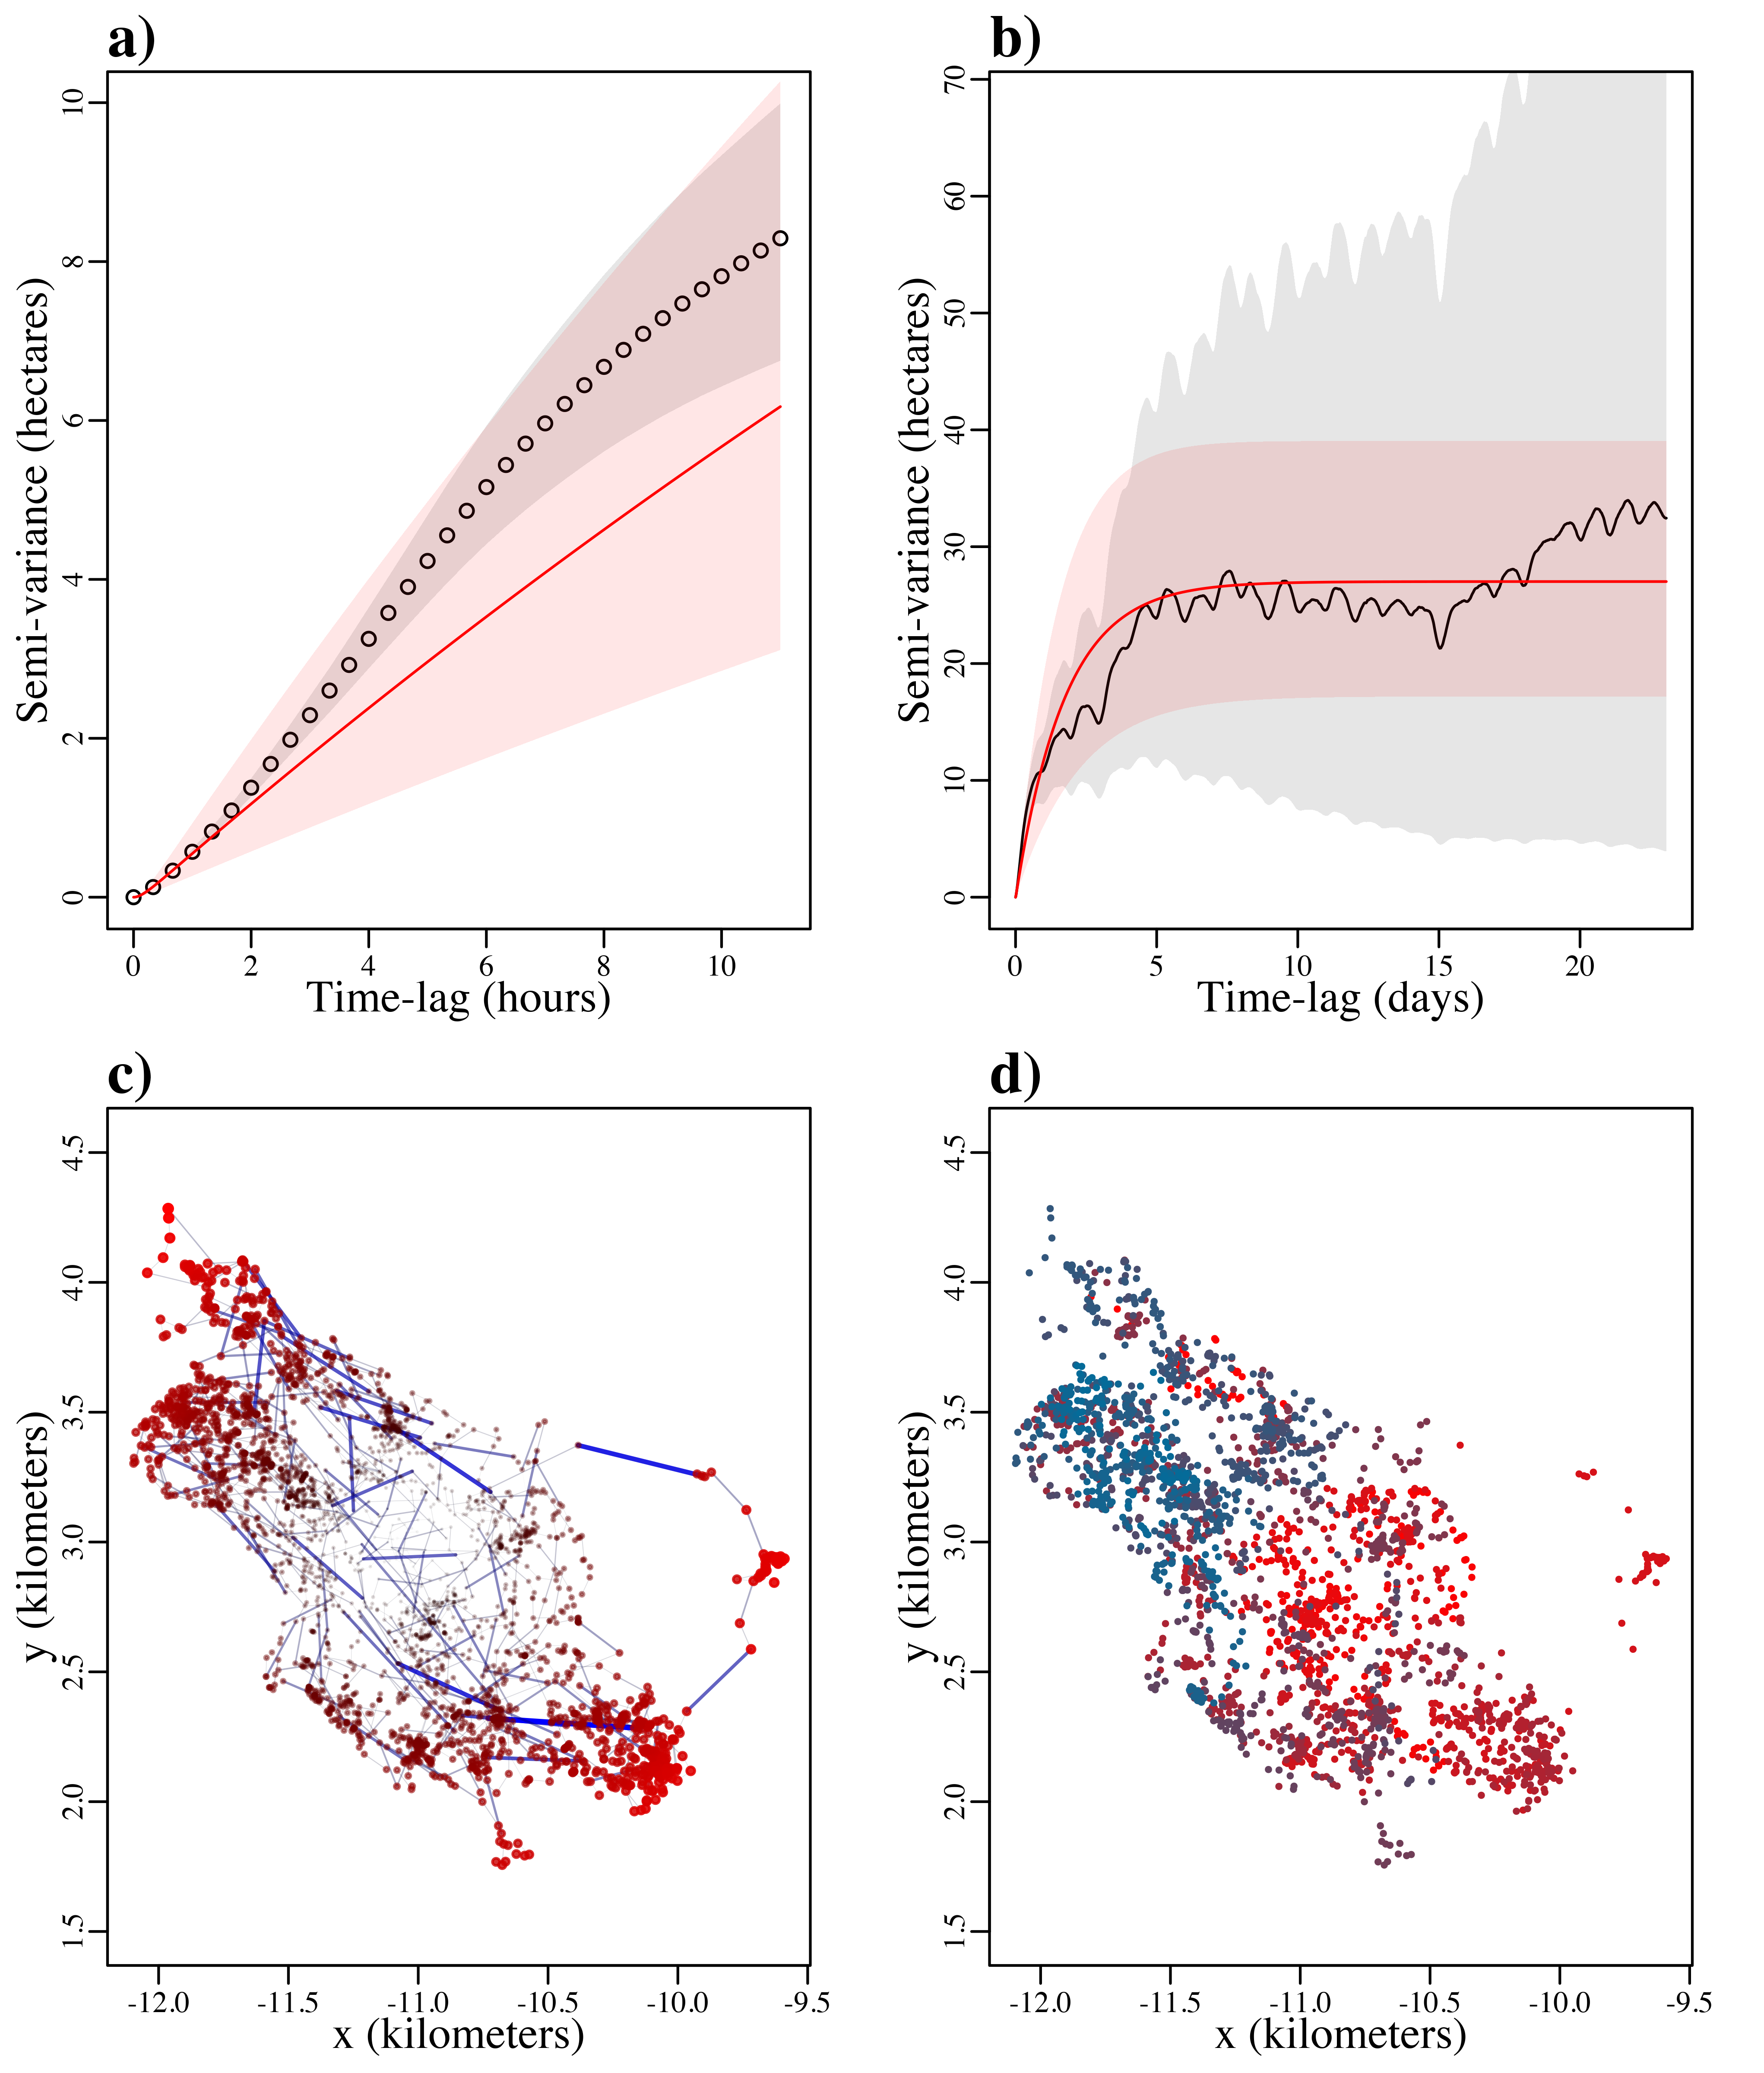 a)
Semi-variance (hectares)
10
8
6
4
2
0
0 2 4 6 8 10
Time-lag (hours)
b)
Semi-variance (hectares)
70
60
50
40
30
20
10
0
0 5 10 15 20
Time-lag (days)
c)
y (kilometers)
4.5
4.0
3.5
3.0
2.5
2.0
1.5
-12.0 -11.5 -11.0 -10.5 -10.0 -9.5
x (kilometers)
d)
y (kilometers)
4.5
4.0
3.5
3.0
2.5
2.0
1.5
-12.0 -11.5 -11.0 -10.5 -10.0 -9.5
x (kilometers)